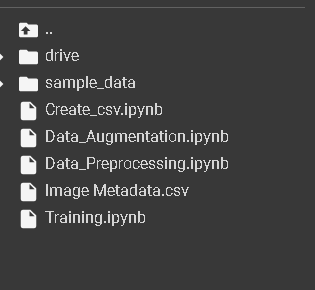 ..
drive
sample_data
Create_csv.ipynb
Data_Augmentation.ipynb
Data_Preprocessing.ipynb
Image Metadata.csv
Training.ipynb